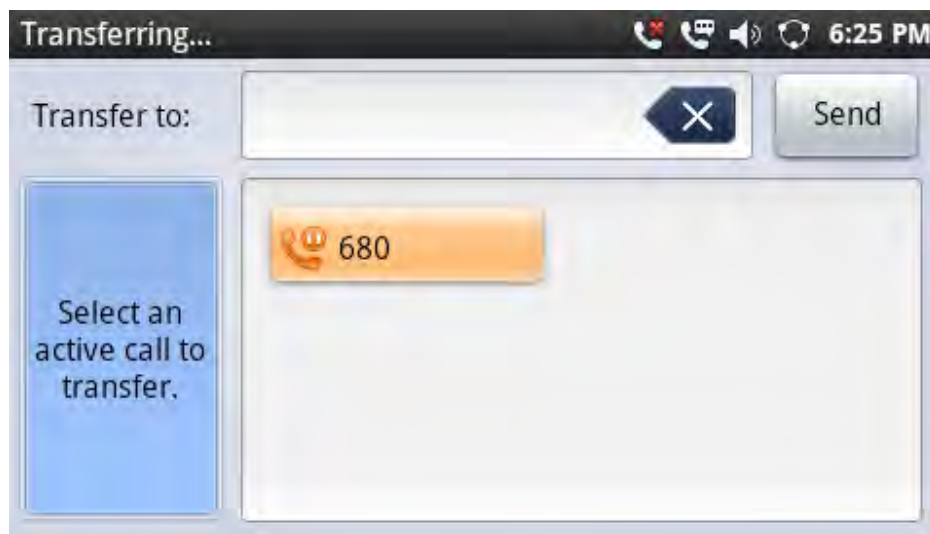 Transferring...
6:25 PM
Transfer to:
Send
680
Select an
active call to
transfer.